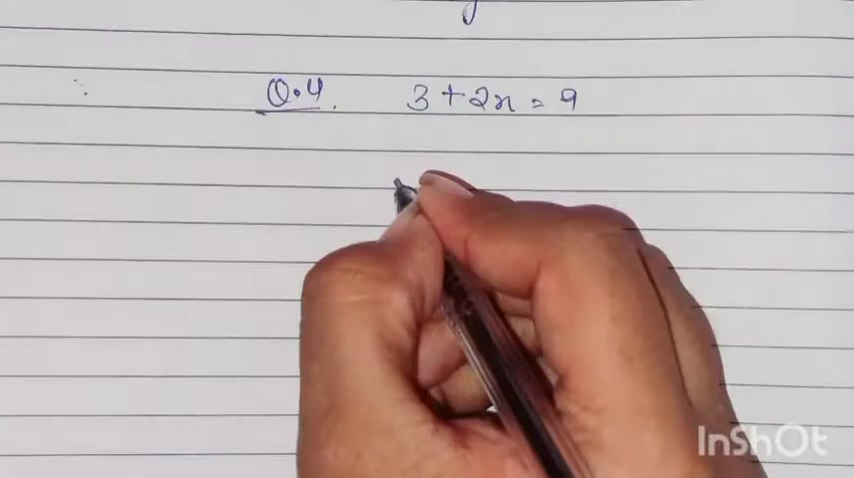 Q.4. 3+2x = 9
InShOt